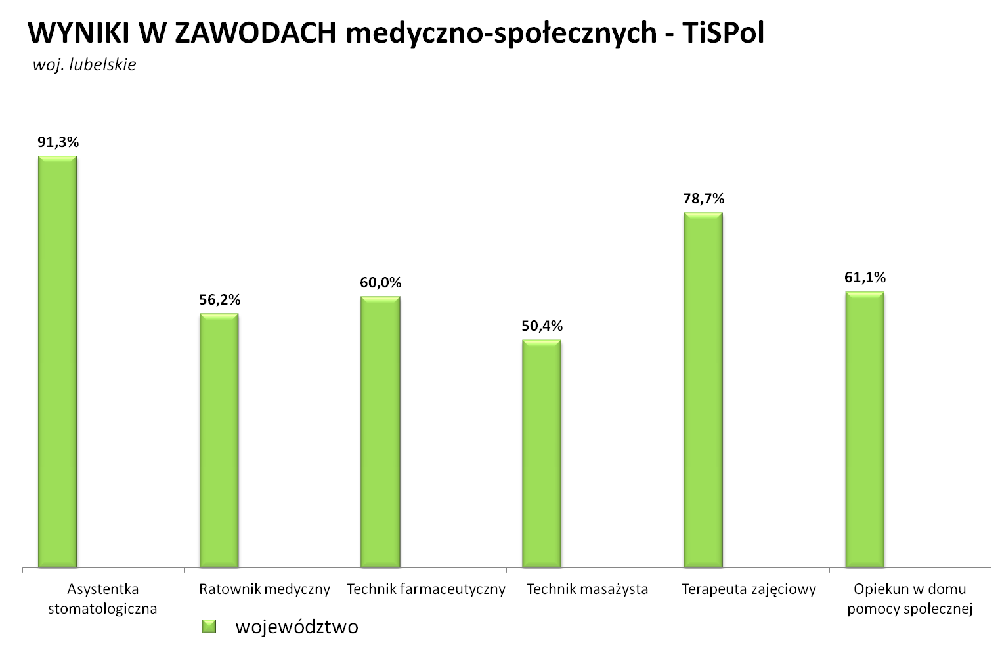 WYNIKI W ZAWODACH medyczno-społecznych - TiSPol
woj. lubelskie
91,3%
56,2%
60,0%
50,4%
78,7%
61,1%
Asystentka
stomatologiczna
Ratownik medyczny
Technik farmaceutyczny
Technik masażysta
Terapeuta zajęciowy
Opiekun w domu
pomocy społecznej
województwo